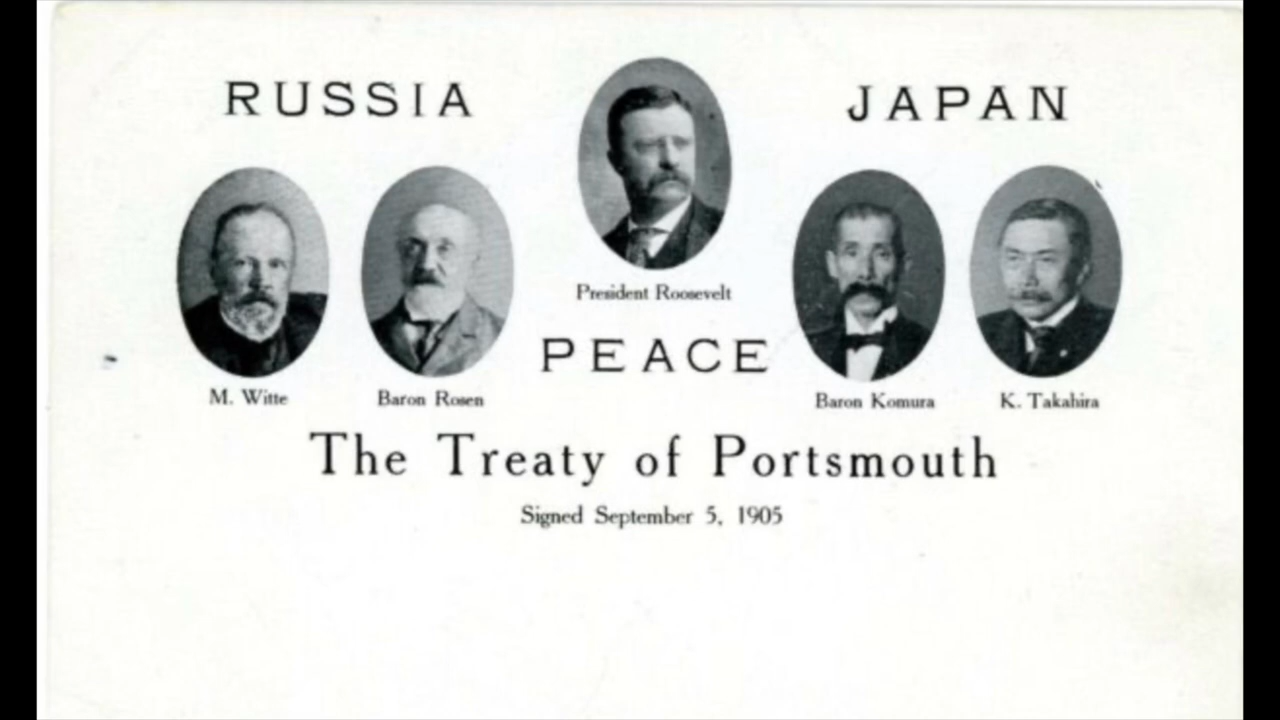 RUSSIA
JAPAN
President Roosevelt
PEACE
M. Witte
Baron Rosen
Baron Komura
K. Takahira
The Treaty of Portsmouth
Signed September 5, 1905